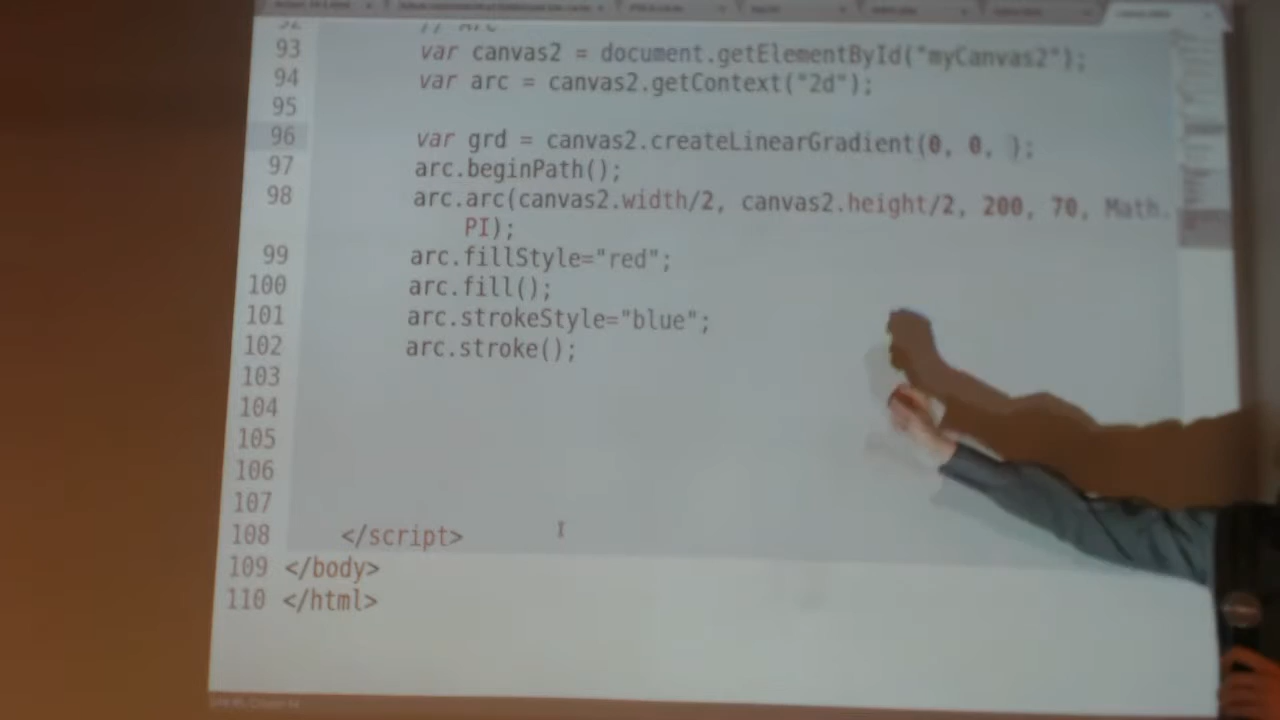 93 var canvas2 = document.getElementById("myCanvas2");
94 var arc = canvas2.getContext("2d");
95
96 var grd = canvas2.createLinearGradient(0, 0, );
97 arc.beginPath();
98 arc.arc(canvas2.width/2, canvas2.height/2, 200, 70, Math.
PI);
99 arc.fillStyle="red";
100 arc.fill();
101 arc.strokeStyle="blue";
102 arc.stroke();
103
104
105
106
107
108 </script>
109 </body>
110 </html>